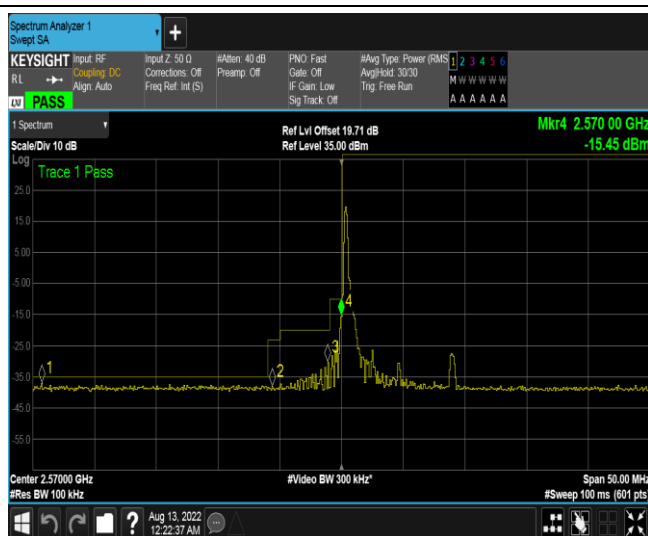 Spectrum Analyzer 1
Swept SA
+
KEYSIGHT Input: RF Input Z: 50 Ω #Atten: 40 dB PNO: Fast #Avg Type: Power (RMS 1 2 3 4 5 6
RL Coupling: DC Corrections: Off Preamp: Off Gate: Off Avg|Hold: 30/30 M W W W W W
Align: Auto Freq Ref: Int (S) IF Gain: Low Trig: Free Run
LXI PASS Sig Track: Off A A A A A A
1 Spectrum Ref Lvl Offset 19.71 dB Mkr4 2.570 00 GHz
Scale/Div 10 dB Ref Level 35.00 dBm -15.45 dBm
Log
Trace 1 Pass
25.0
15.0
5.00
-5.00
-15.0
4
-25.0
3
-35.0
1
2
-45.0
-55.0
Center 2.57000 GHz #Video BW 300 kHz* Span 50.00 MHz
#Res BW 100 kHz #Sweep 100 ms (601 pts)
? Aug 13, 2022
12:22:37 AM